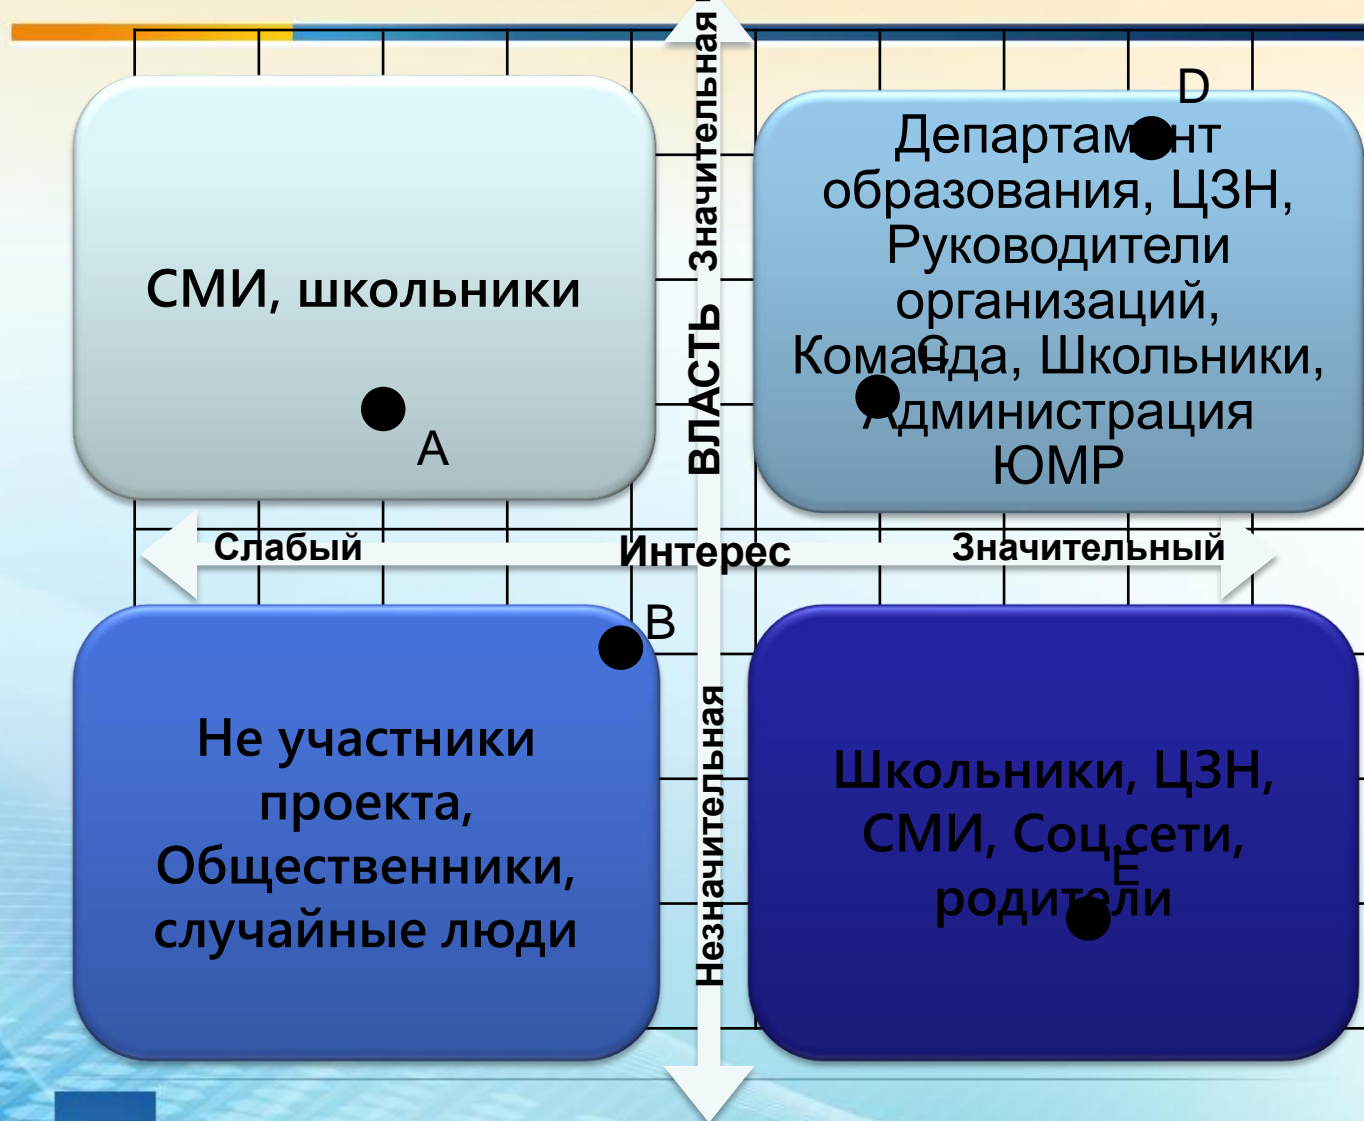 Значительная
D
Департамент
образования, ЦЗН,
Руководители
организаций,
Команда, Школьники,
Администрация
ЮМР
C
СМИ, школьники
A
ВЛАСТЬ
Слабый
Интерес
Значительный
B
Не участники
проекта,
Общественники,
случайные люди
Незначительная
Школьники, ЦЗН,
СМИ, Соц.сети,
родители
E